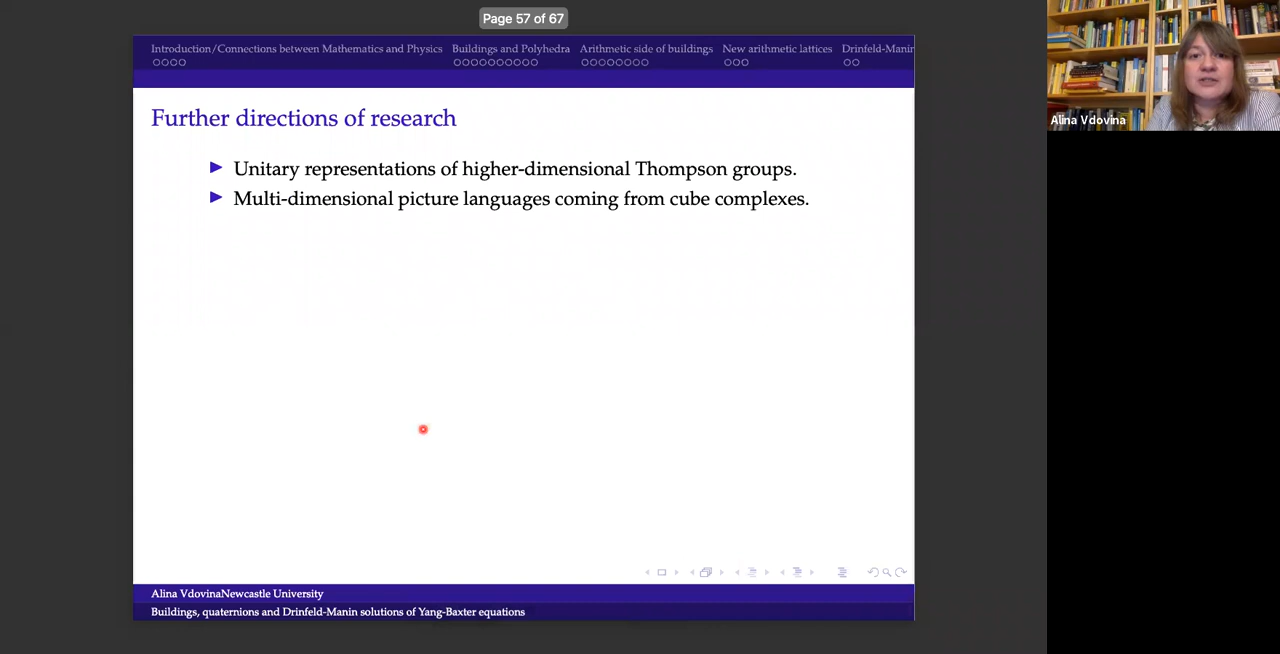 Page 57 of 67
Introduction/Connections between Mathematics and Physics Buildings and Polyhedra Arithmetic side of buildings New arithmetic lattices Drinfeld-Manin
Further directions of research
Unitary representations of higher-dimensional Thompson groups.
Multi-dimensional picture languages coming from cube complexes.
Alina VdovinaNewcastle University
Buildings, quaternions and Drinfeld-Manin solutions of Yang-Baxter equations
Alina Vdovina